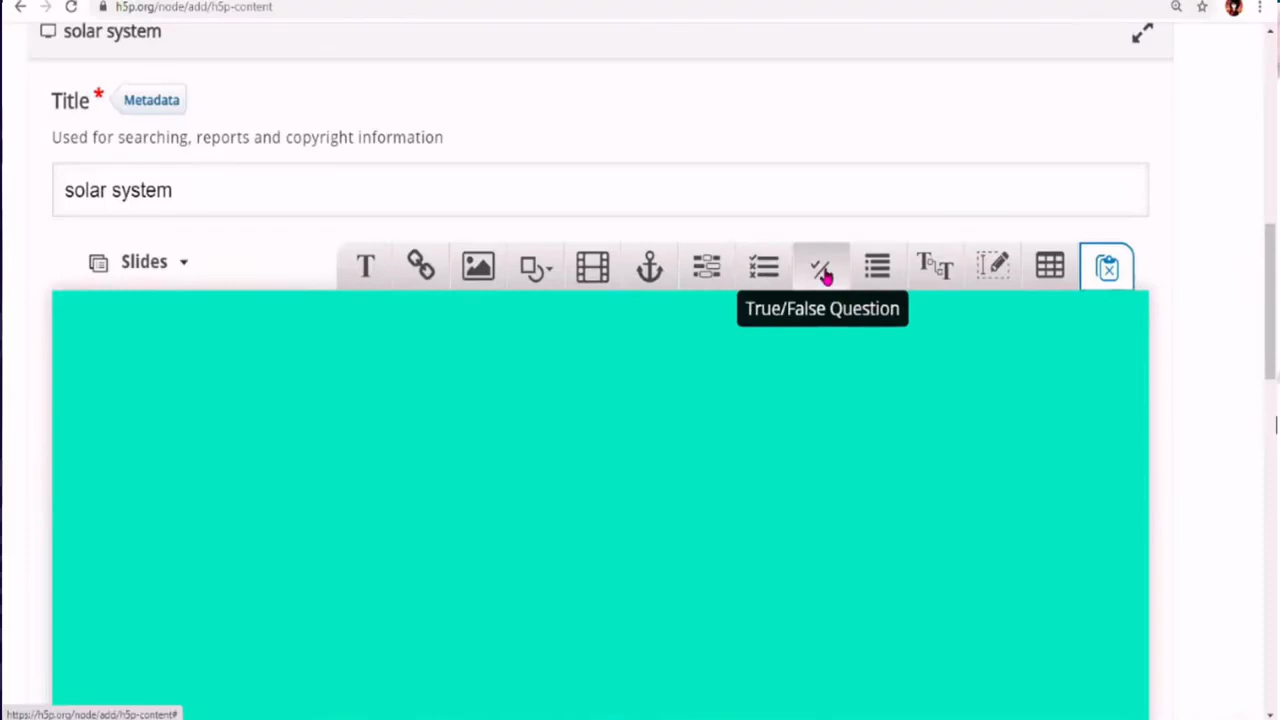 h5p.org/node/add/h5p-content
solar system
Title * Metadata
Used for searching, reports and copyright information
solar system
Slides
True/False Question
https://h5p.org/node/add/h5p-content#